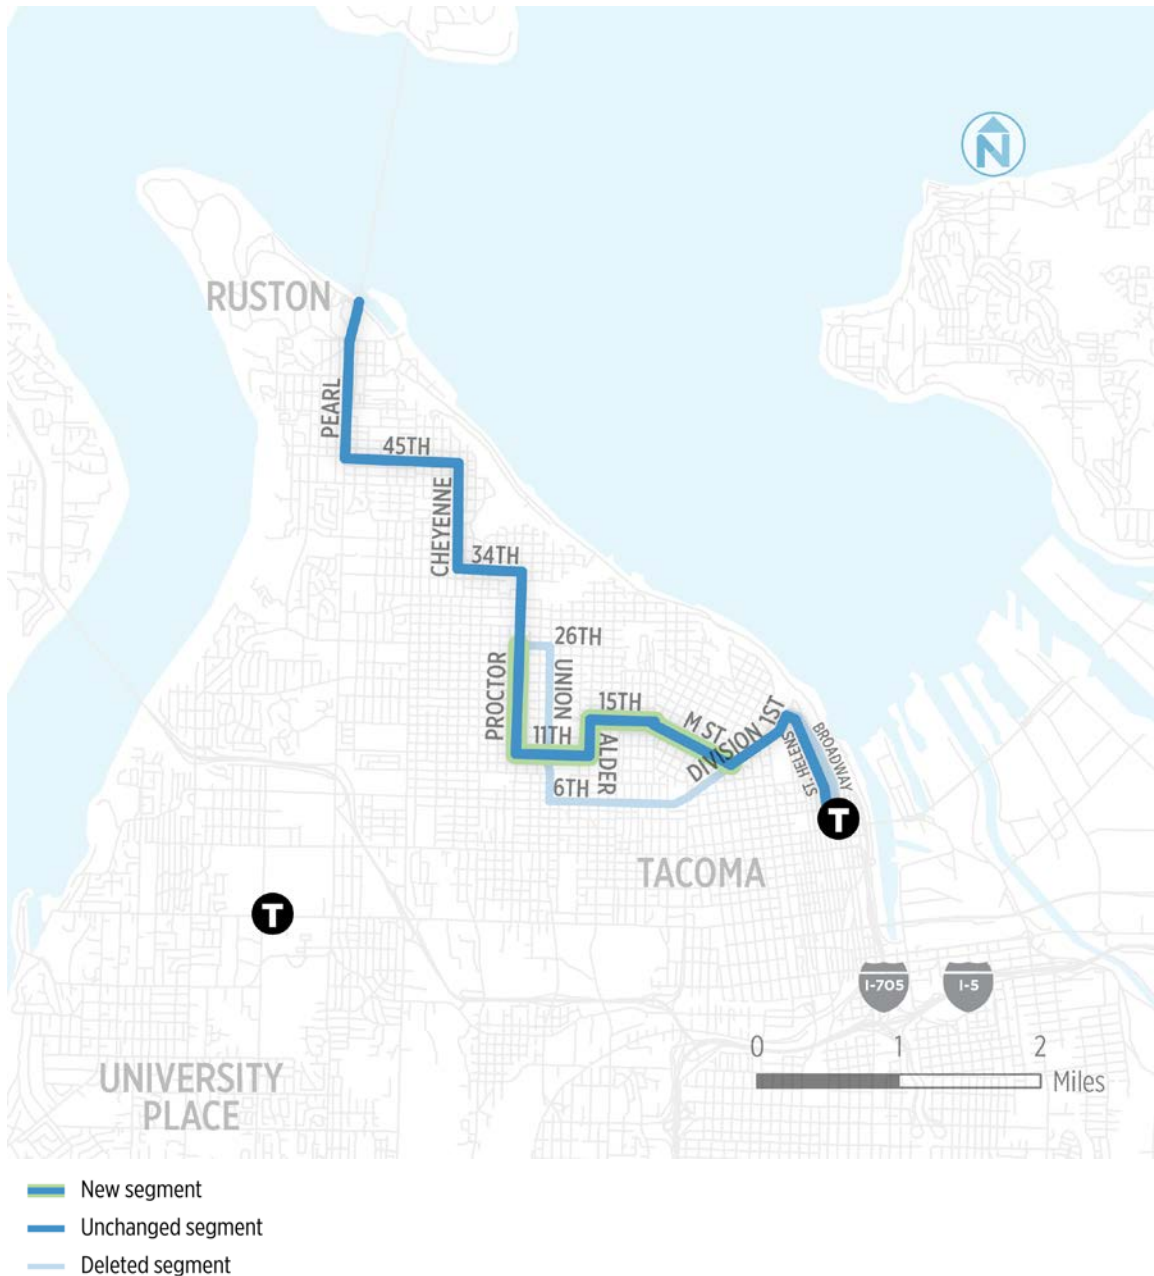 N
RUSTON
PEARL
45TH
CHEYENNE
34TH
26TH
PROCTOR
UNION
15TH
11TH
ALDER
M ST
DIVISION 1ST
BROADWAY
ST. HELENS
6TH
T
TACOMA
T
I-705
I-5
0 1 2
Miles
UNIVERSITY
PLACE
New segment
Unchanged segment
Deleted segment